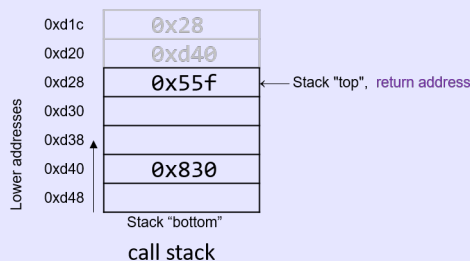 0xd1c 0x28
0xd20 0xd40
0xd28 0x55f Stack "top", return address
0xd30
0xd38
0xd40 0x830
0xd48
Lower addresses
Stack “bottom”
call stack